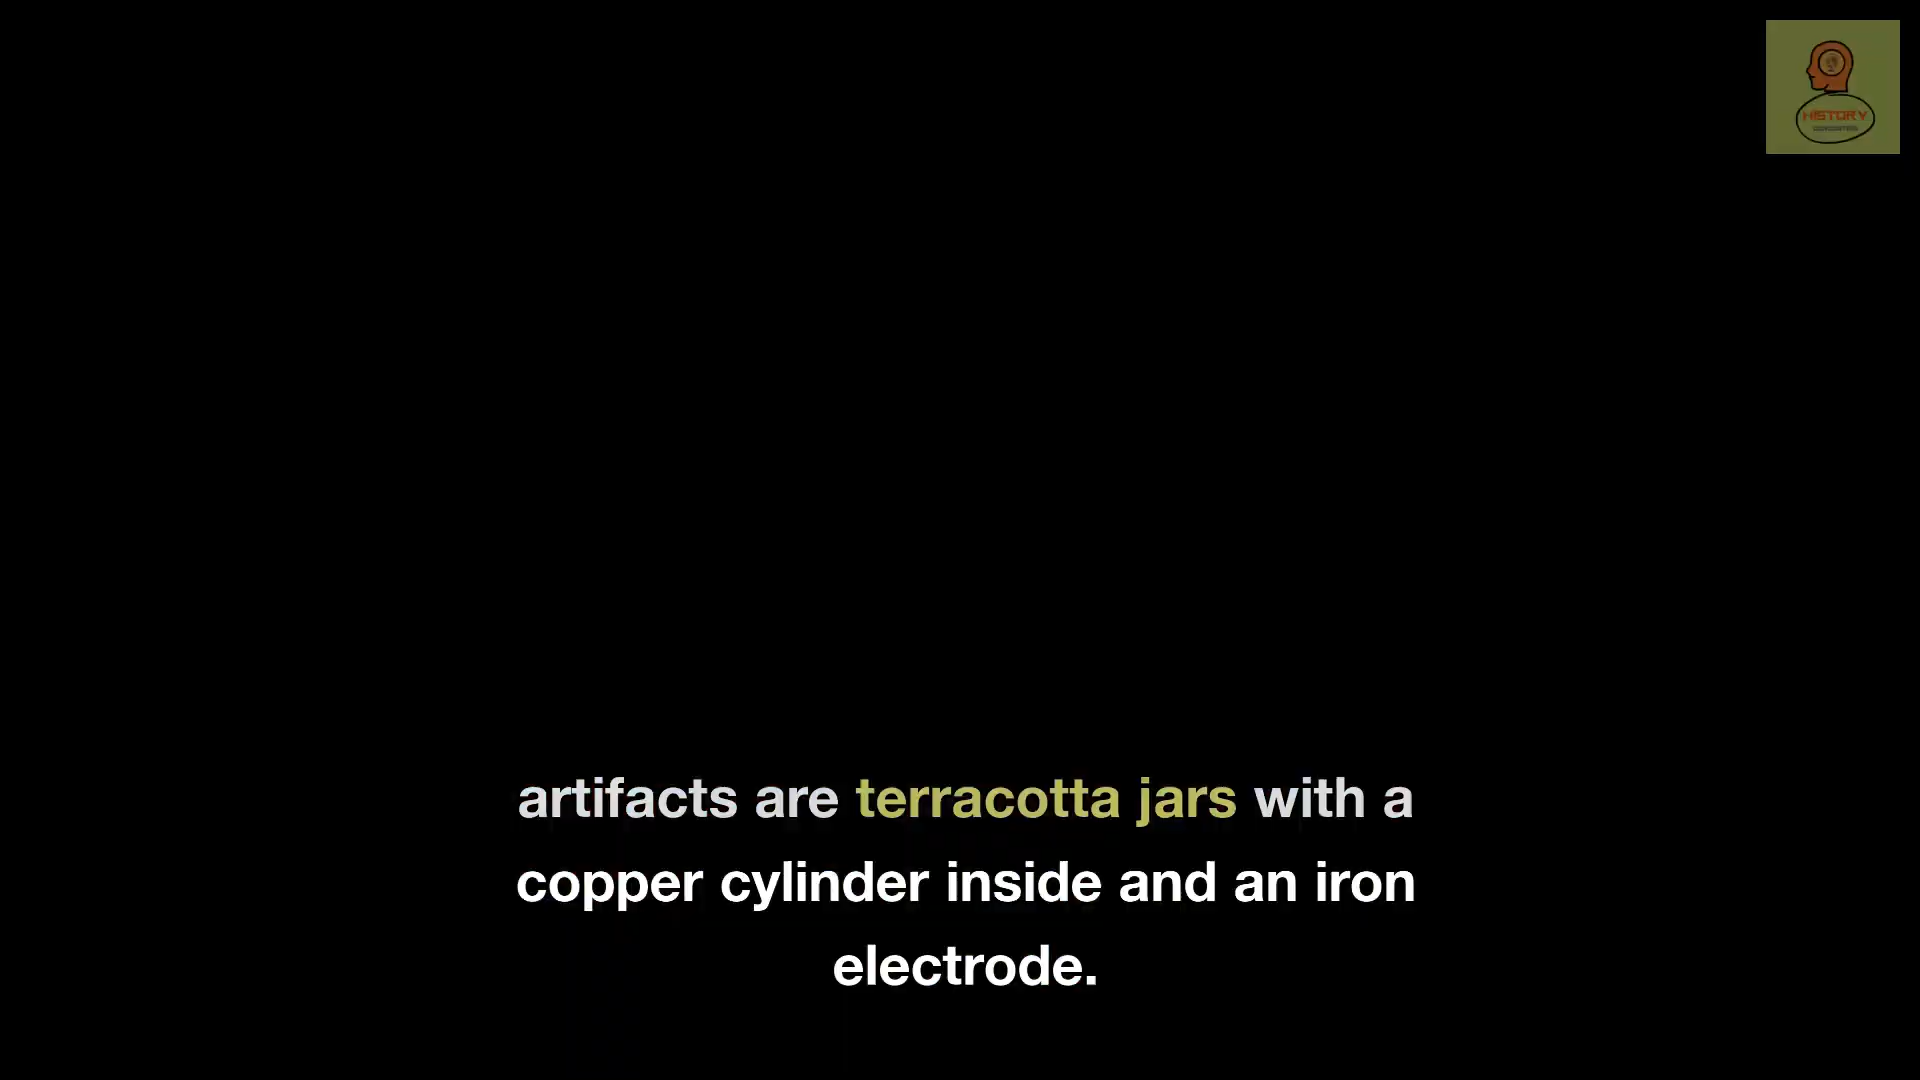 HISTORY
artifacts are terracotta jars with a
copper cylinder inside and an iron
electrode.